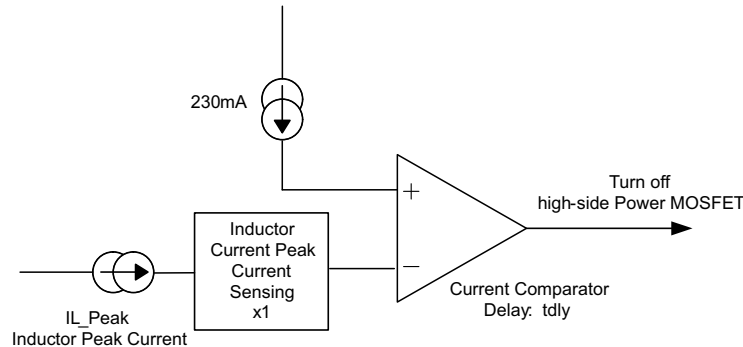 230mA
+
Turn off
high-side Power MOSFET
Inductor
Current Peak
Current
Sensing
x1
−
Current Comparator
Delay: tdly
IL_Peak
Inductor Peak Current